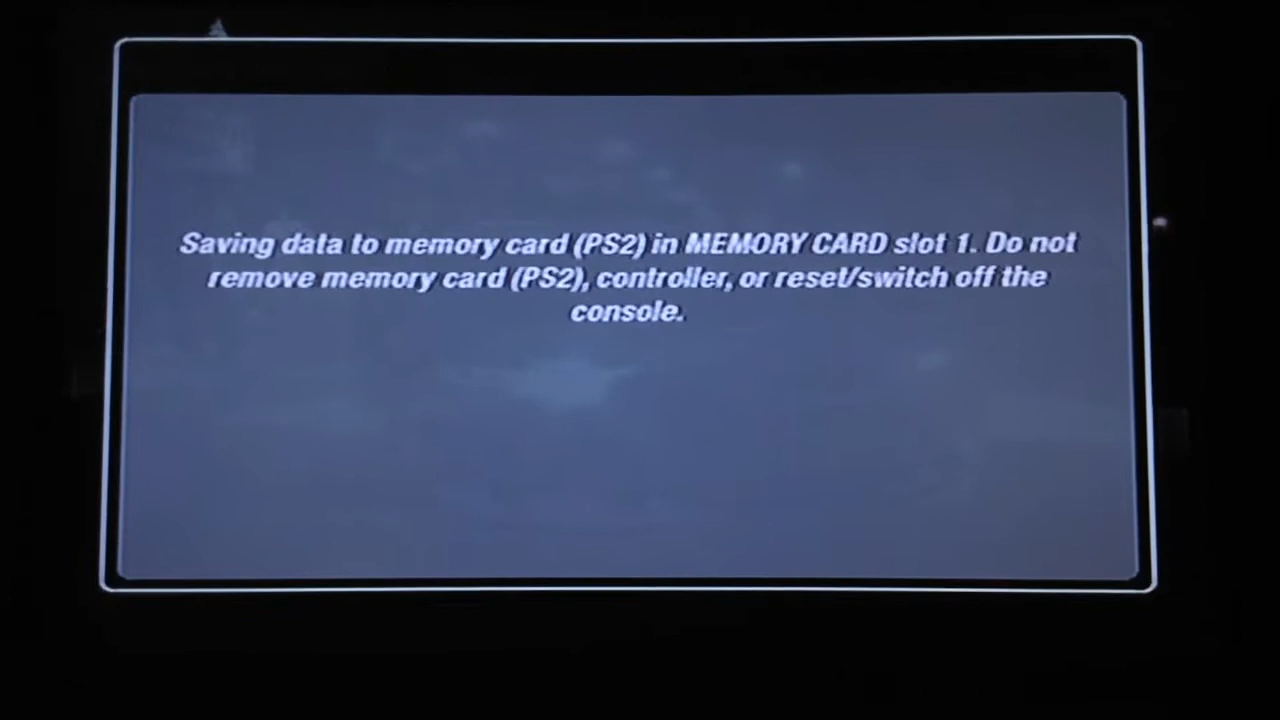 Saving data to memory card (PS2) in MEMORY CARD slot 1. Do not
remove memory card (PS2), controller, or reset/switch off the
console.